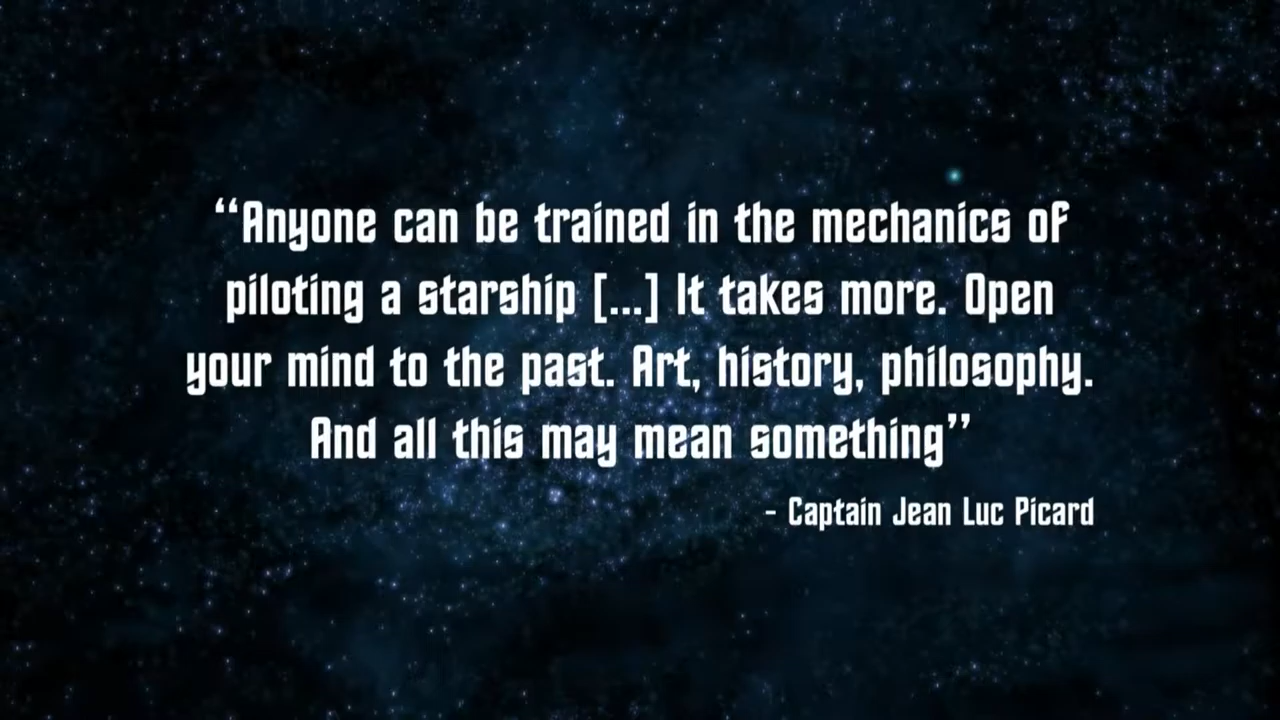 “Anyone can be trained in the mechanics of
piloting a starship [...] It takes more. Open
your mind to the past. Art, history, philosophy.
And all this may mean something”
- Captain Jean Luc Picard